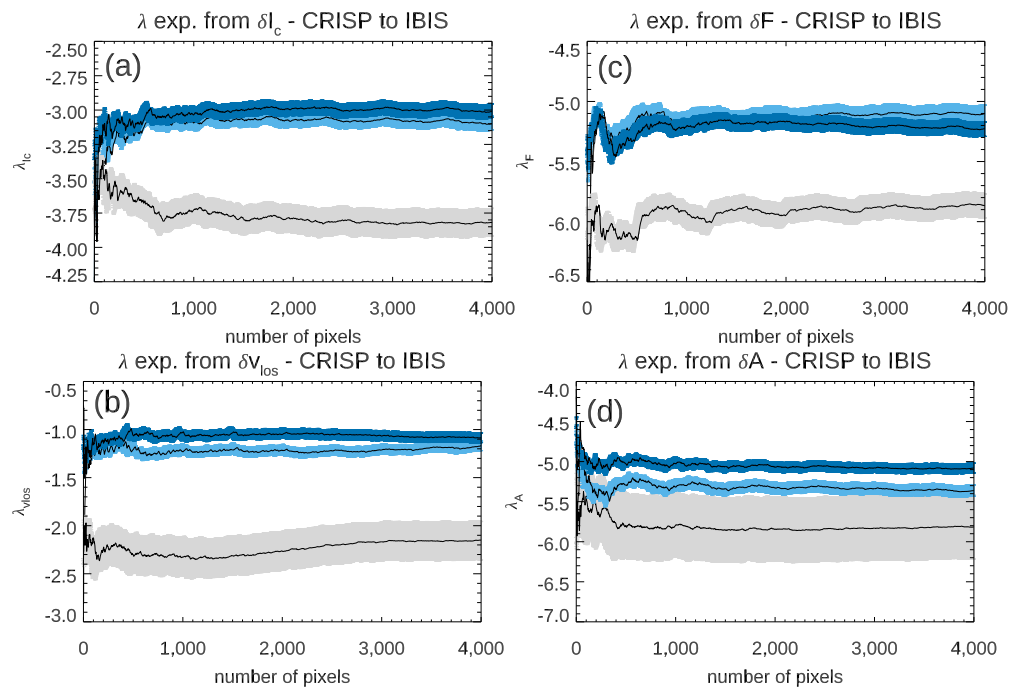 λ exp. from δI_c - CRISP to IBIS
(a)
-2.50
-2.75
-3.00
-3.25
-3.50
-3.75
-4.00
-4.25
λ_Ic
0 1,000 2,000 3,000 4,000
number of pixels
λ exp. from δF - CRISP to IBIS
(c)
-4.5
-5.0
-5.5
-6.0
-6.5
λ_F
0 1,000 2,000 3,000 4,000
number of pixels
λ exp. from δv_los - CRISP to IBIS
(b)
-0.5
-1.0
-1.5
-2.0
-2.5
-3.0
λ_vlos
0 1,000 2,000 3,000 4,000
number of pixels
λ exp. from δA - CRISP to IBIS
(d)
-4.0
-4.5
-5.0
-5.5
-6.0
-6.5
-7.0
λ_A
0 1,000 2,000 3,000 4,000
number of pixels